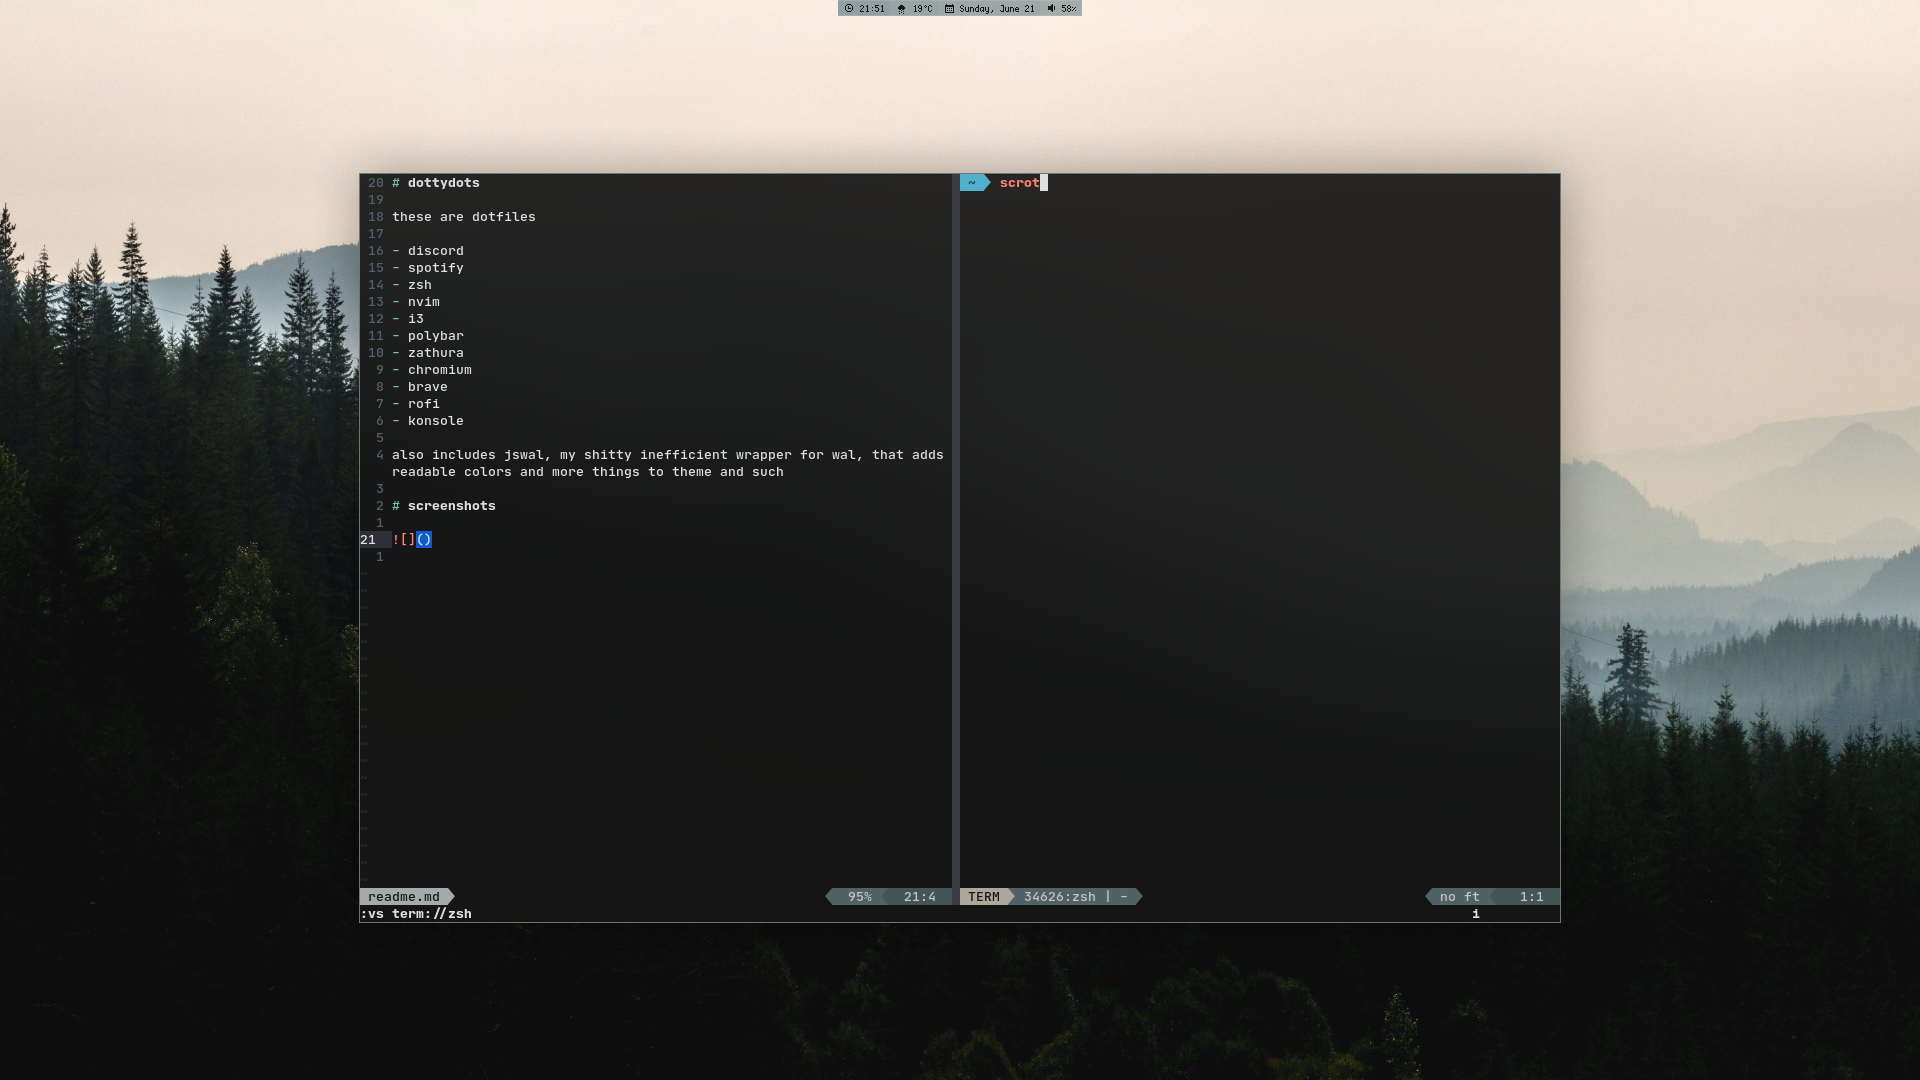 21:51 19°C Sunday, June 21 58%
20 # dottydots
19
18 these are dotfiles
17
16 - discord
15 - spotify
14 - zsh
13 - nvim
12 - i3
11 - polybar
10 - zathura
9 - chromium
8 - brave
7 - rofi
6 - konsole
5
4 also includes jswal, my shitty inefficient wrapper for wal, that adds
readable colors and more things to theme and such
3
2 # screenshots
1
21 ![]()
1
readme.md 95% 21:4
:vs term://zsh
~ scrot
TERM 34626:zsh | - no ft 1:1
i